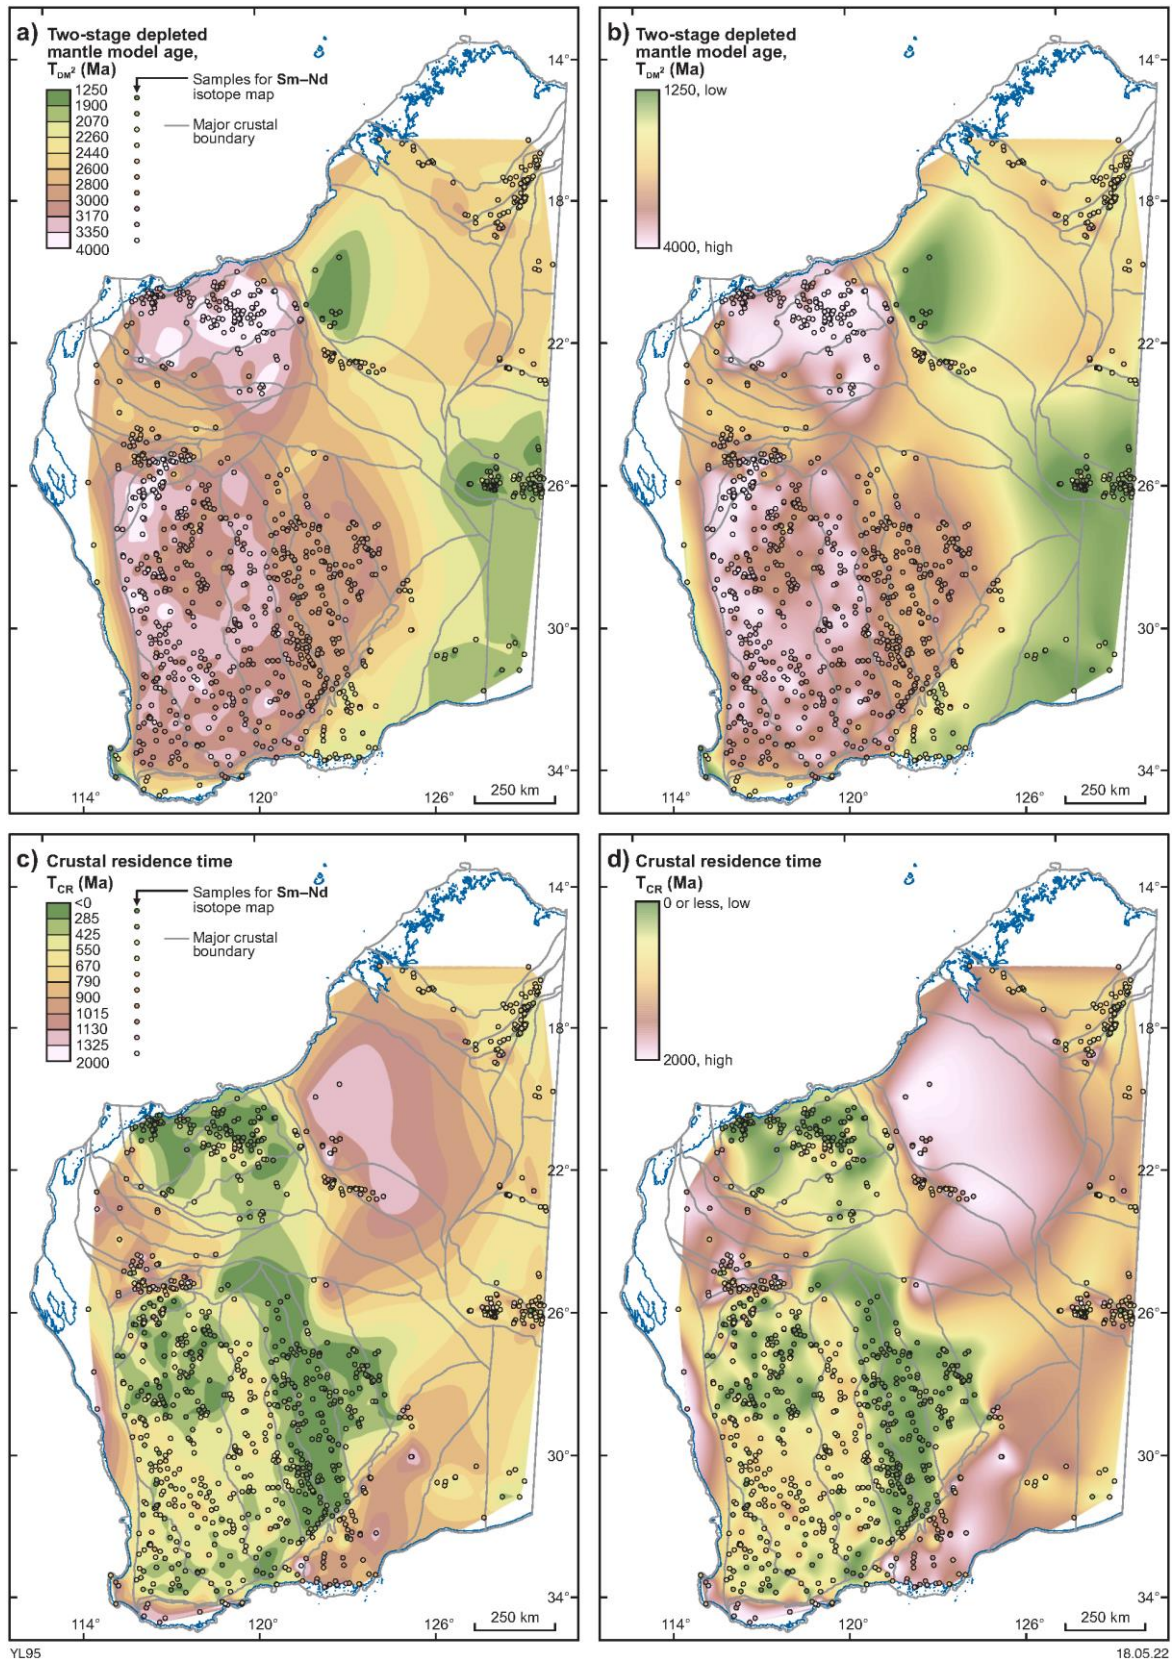 a) Two-stage depleted
mantle model age,
TDM² (Ma)
1250
1900
2070
2260
2440
2600
2800
3000
3170
3350
4000
Samples for Sm–Nd
isotope map
Major crustal
boundary
14°
18°
22°
26°
30°
34°
114°
120°
126°
250 km
b) Two-stage depleted
mantle model age,
TDM² (Ma)
1250, low
4000, high
14°
18°
22°
26°
30°
34°
114°
120°
126°
250 km
c) Crustal residence time
TCR (Ma)
<0
285
425
550
670
790
900
1015
1130
1325
2000
Samples for Sm–Nd
isotope map
Major crustal
boundary
14°
18°
22°
26°
30°
34°
114°
120°
126°
250 km
d) Crustal residence time
TCR (Ma)
0 or less, low
2000, high
14°
18°
22°
26°
30°
34°
114°
120°
126°
250 km
YL95
18.05.22